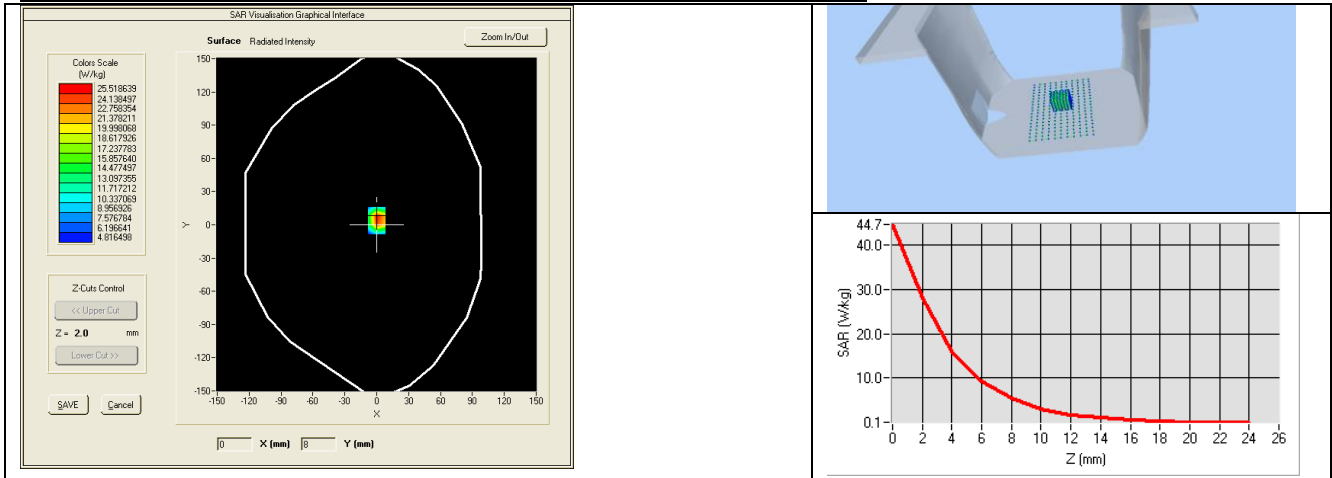 SAR Visualisation Graphical Interface
Surface Radiated Intensity
Zoom In/Out
Colors Scale
(W/kg)
25.518639
24.138497
22.758354
21.378211
19.998068
18.617926
17.237783
15.857640
14.477497
13.097355
11.717212
10.337069
8.956926
7.576784
6.196641
4.816498
Z-Cuts Control
<< Upper Cut
Z = 2.0 mm
Lower Cut >>
SAVE Cancel
150-
120-
90-
60-
30-
0-
-30-
-60-
-90-
-120-
-150-
Y
-150 -120 -90 -60 -30 0 30 60 90 120 150
X
0 X (mm) 8 Y (mm)
44.7-
40.0-
30.0-
20.0-
10.0-
0.1-
SAR (W/kg)
0 2 4 6 8 10 12 14 16 18 20 22 24 26
Z (mm)